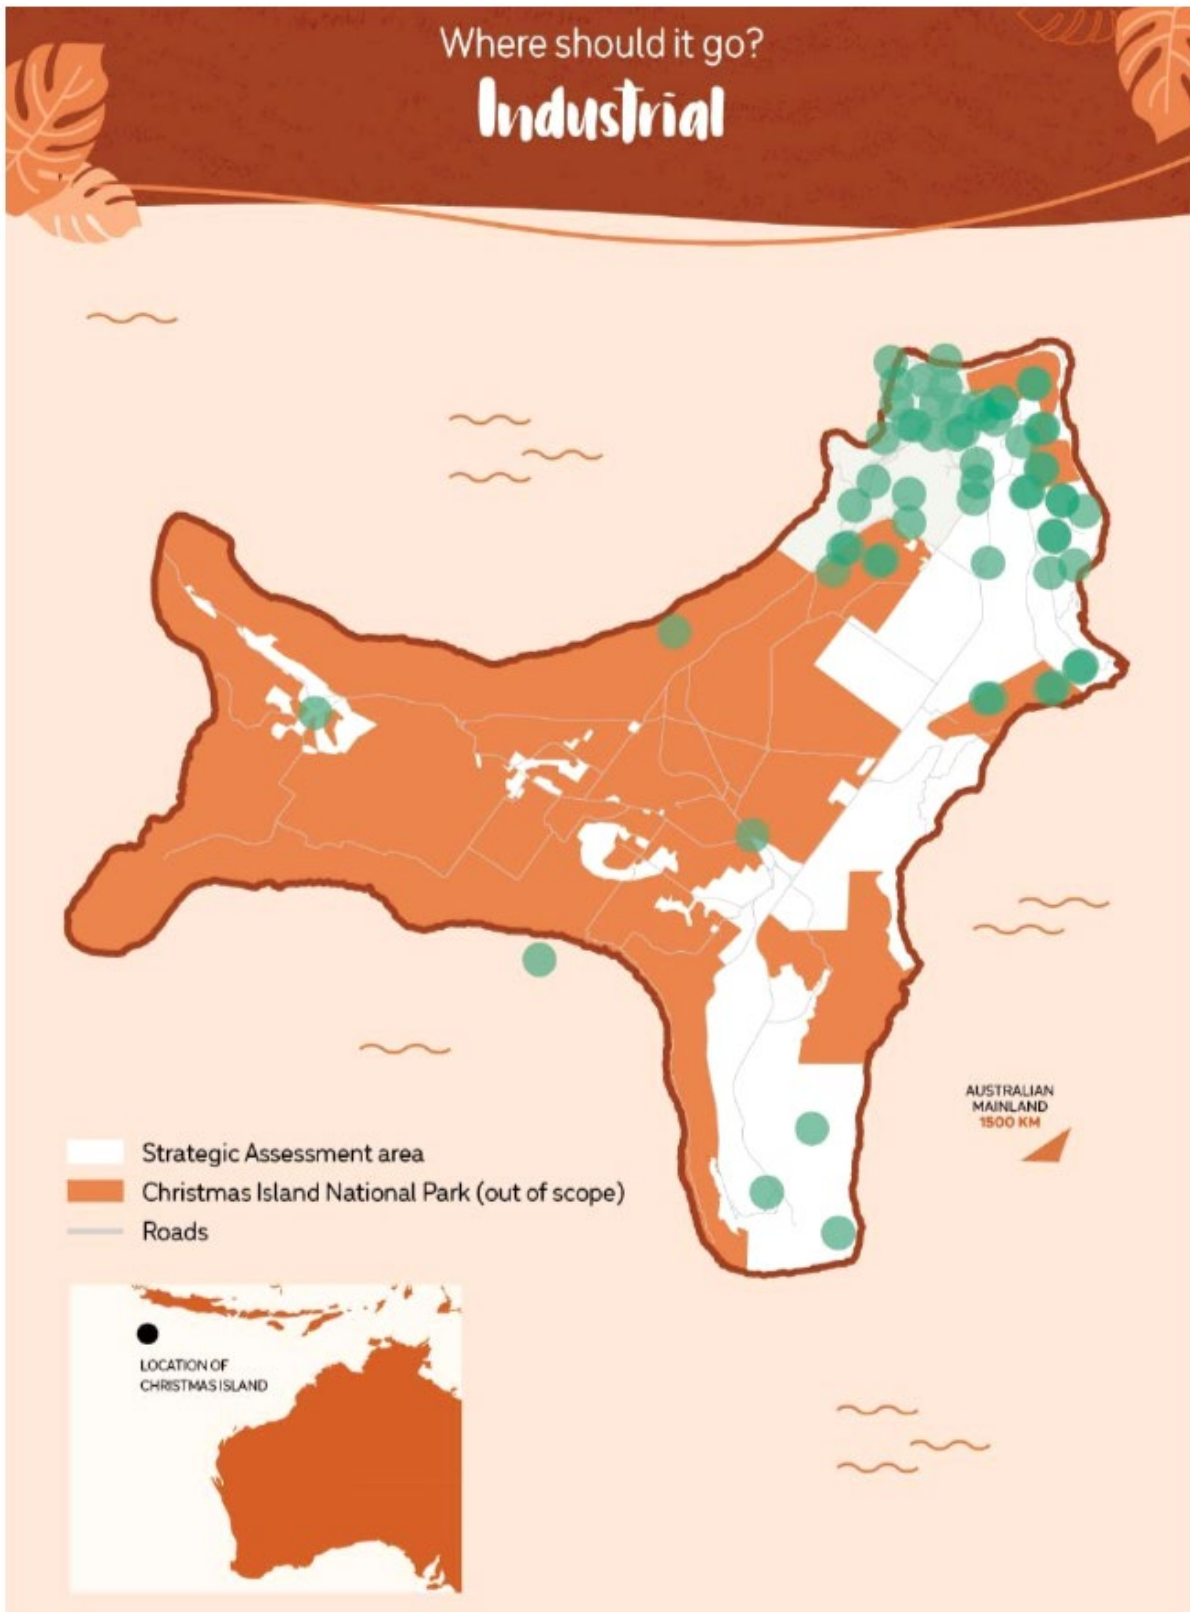 Where should it go?
Industrial
AUSTRALIAN
MAINLAND
1500 KM
Strategic Assessment area
Christmas Island National Park (out of scope)
Roads
LOCATION OF
CHRISTMAS ISLAND